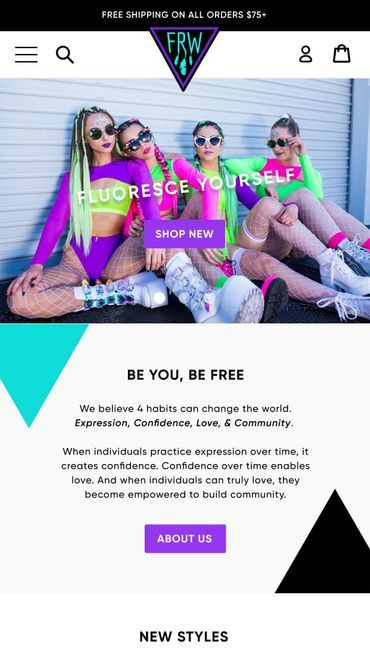 FREE SHIPPING ON ALL ORDERS $75+
FRW
FLUORESCE YOURSELF
SHOP NEW
BE YOU, BE FREE
We believe 4 habits can change the world.
Expression, Confidence, Love, & Community.
When individuals practice expression over time, it
creates confidence. Confidence over time enables
love. And when individuals can truly love, they
become empowered to build community.
ABOUT US
NEW STYLES